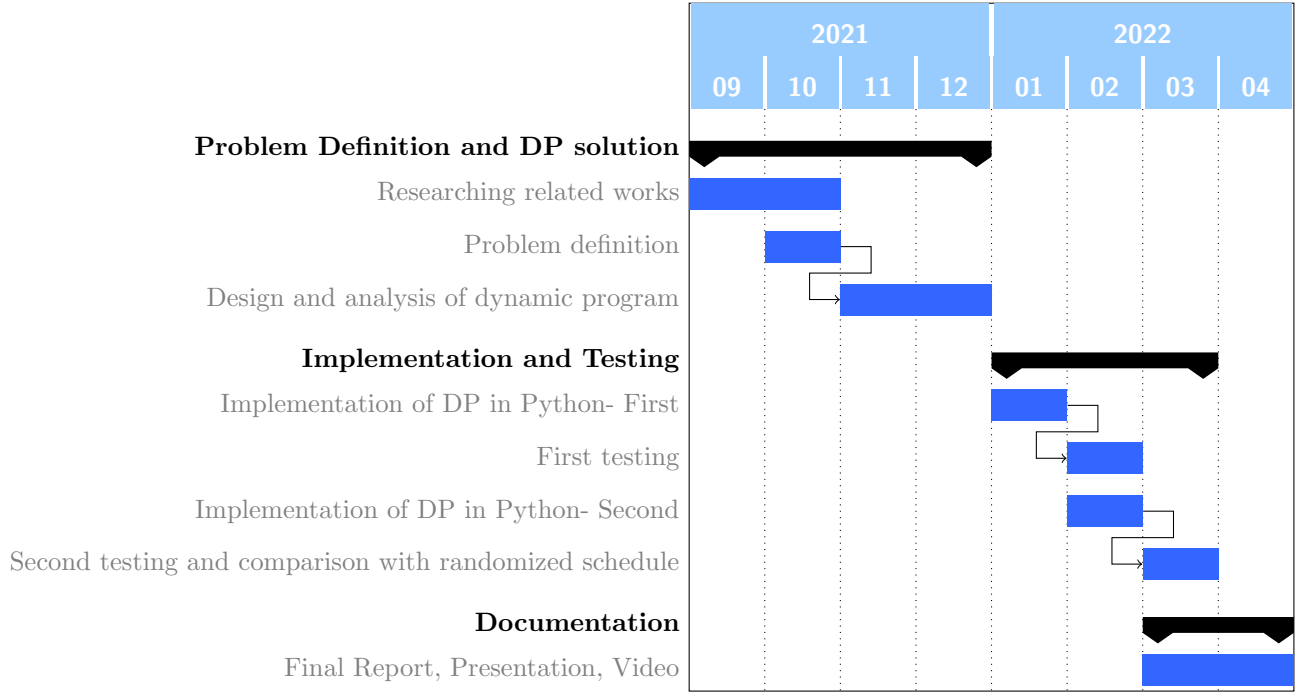 2021 2022
09 10 11 12 01 02 03 04
Problem Definition and DP solution
Researching related works
Problem definition
Design and analysis of dynamic program
Implementation and Testing
Implementation of DP in Python- First
First testing
Implementation of DP in Python- Second
Second testing and comparison with randomized schedule
Documentation
Final Report, Presentation, Video